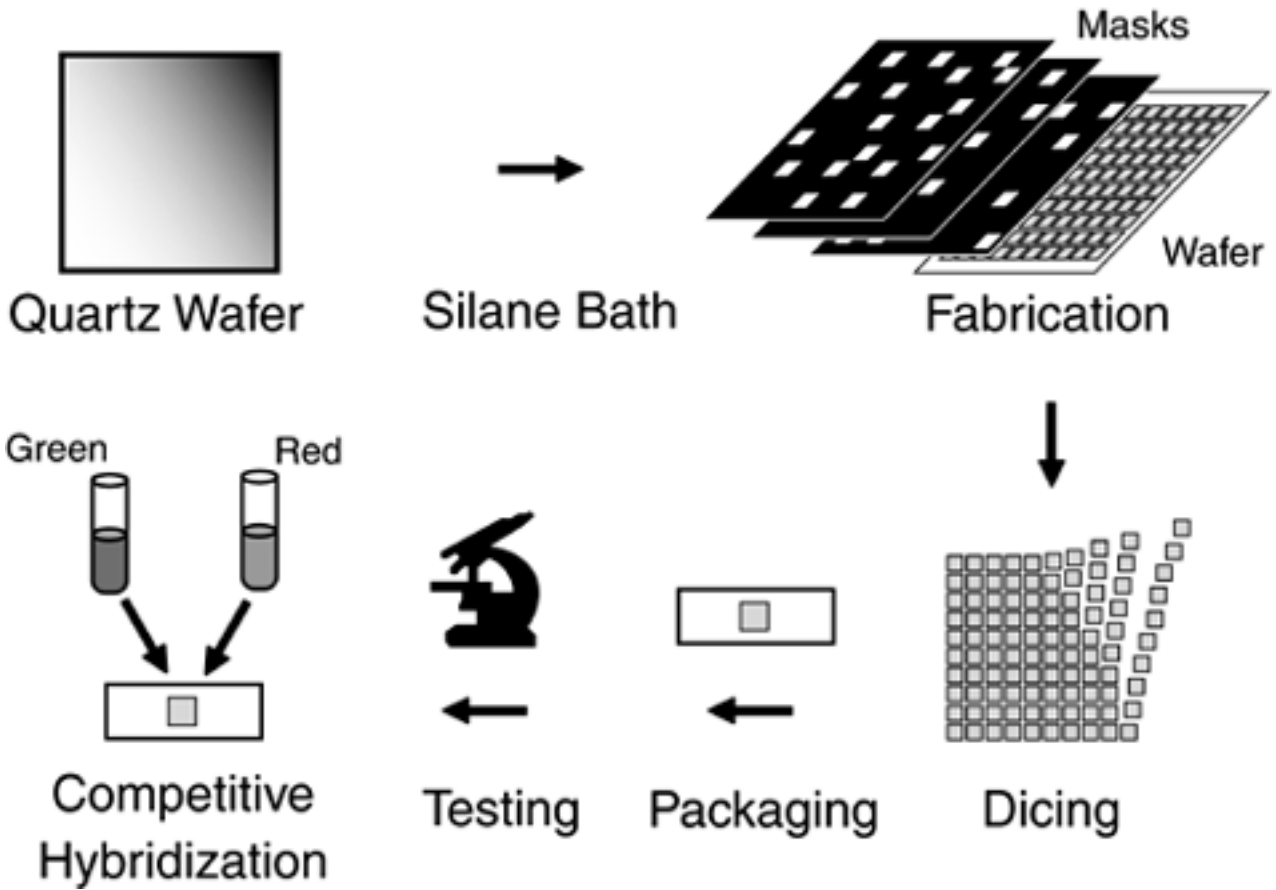 Masks
Wafer
Quartz Wafer
Silane Bath
Fabrication
Green
Red
Competitive
Hybridization
Testing
Packaging
Dicing